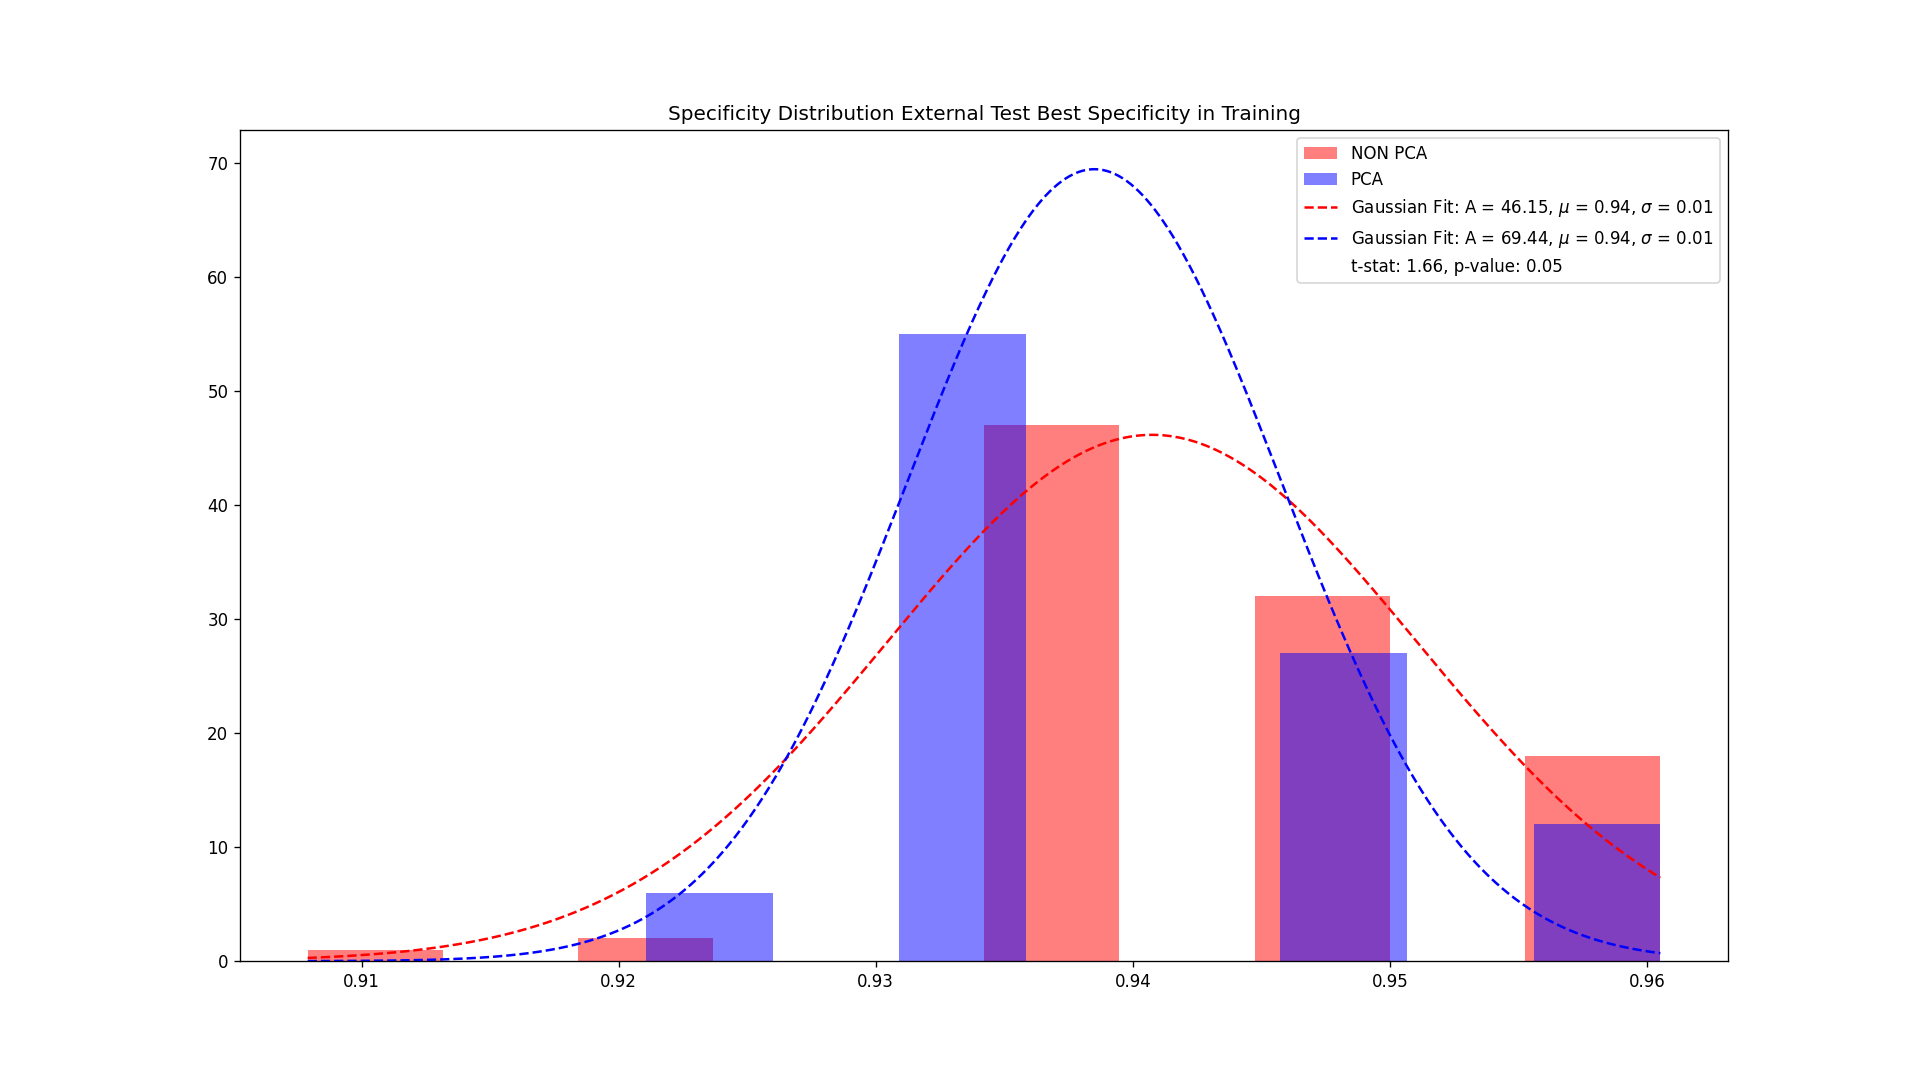 Specificity Distribution External Test Best Specificity in Training
NON PCA
PCA
Gaussian Fit: A = 46.15, μ = 0.94, σ = 0.01
Gaussian Fit: A = 69.44, μ = 0.94, σ = 0.01
t-stat: 1.66, p-value: 0.05
70
60
50
40
30
20
10
0
0.91 0.92 0.93 0.94 0.95 0.96